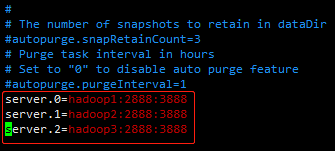 #
# The number of snapshots to retain in dataDir
#autopurge.snapRetainCount=3
# Purge task interval in hours
# Set to "0" to disable auto purge feature
#autopurge.purgeInterval=1
server.0=hadoop1:2888:3888
server.1=hadoop2:2888:3888
server.2=hadoop3:2888:3888